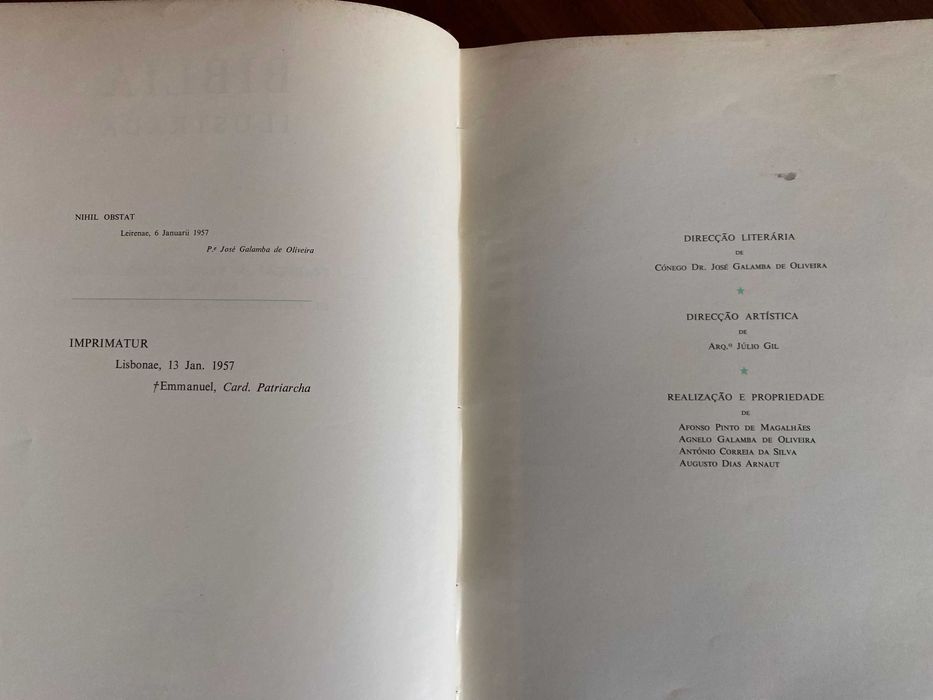 NIHIL OBSTAT
Leirenae, 6 Januarii 1957
P.e José Galamba de Oliveira
IMPRIMATUR
Lisbonae, 13 Jan. 1957
†Emmanuel, Card. Patriarcha
DIRECÇÃO LITERÁRIA
DE
CÓNEGO DR. JOSÉ GALAMBA DE OLIVEIRA
DIRECÇÃO ARTÍSTICA
DE
ARQ.º JÚLIO GIL
REALIZAÇÃO E PROPRIEDADE
DE
AFONSO PINTO DE MAGALHÃES
AGNELO GALAMBA DE OLIVEIRA
ANTÓNIO CORREIA DA SILVA
AUGUSTO DIAS ARNAUT